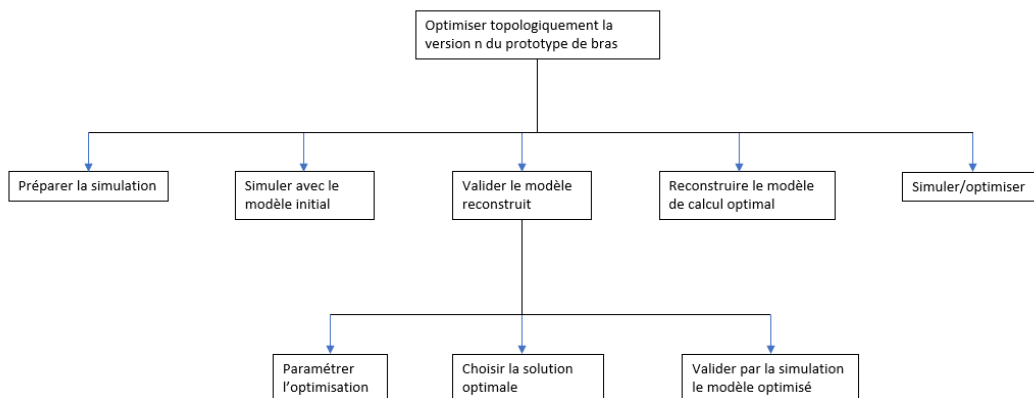 Optimiser topologiquement la
version n du prototype de bras
Préparer la simulation
Simuler avec le
modèle initial
Valider le modèle
reconstruit
Reconstruire le modèle
de calcul optimal
Simuler/optimiser
Paramétrer
l'optimisation
Choisir la solution
optimale
Valider par la simulation
le modèle optimisé